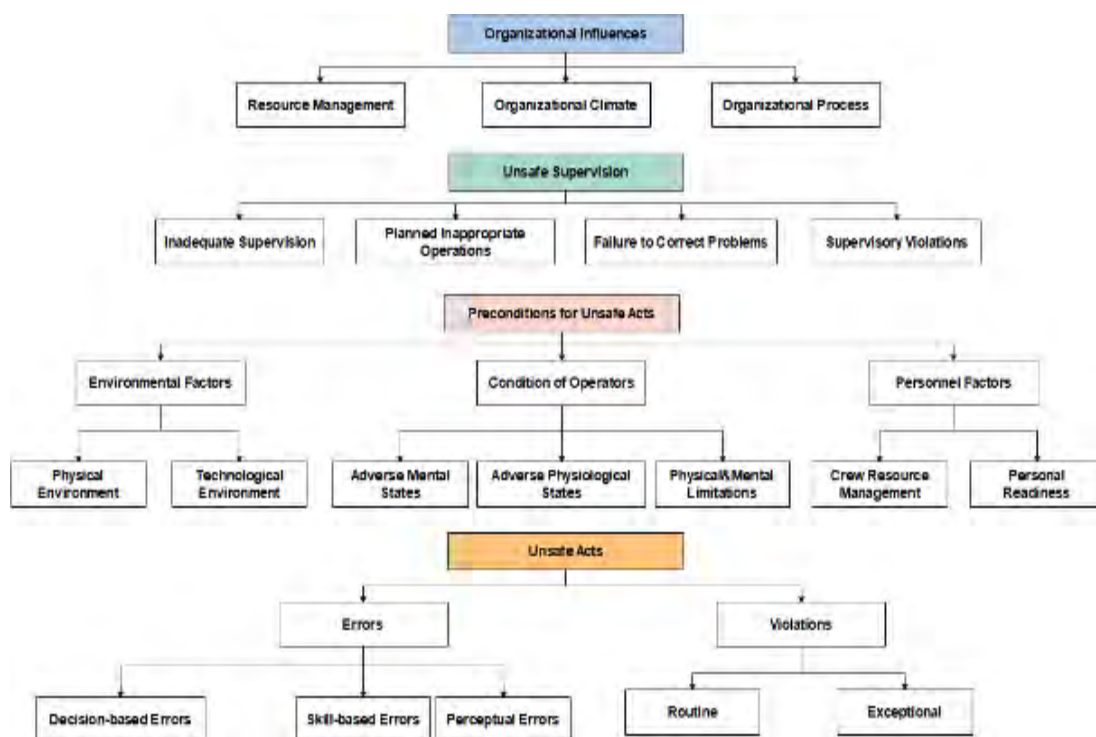 Organizational Influences
Resource Management
Organizational Climate
Organizational Process
Unsafe Supervision
Inadequate Supervision
Planned Inappropriate
Operations
Failure to Correct Problems
Supervisory Violations
Preconditions for Unsafe Acts
Environmental Factors
Condition of Operators
Personnel Factors
Physical
Environment
Technological
Environment
Adverse Mental
States
Adverse Physiological
States
Physical&Mental
Limitations
Crew Resource
Management
Personal
Readiness
Unsafe Acts
Errors
Violations
Decision-based Errors
Skill-based Errors
Perceptual Errors
Routine
Exceptional